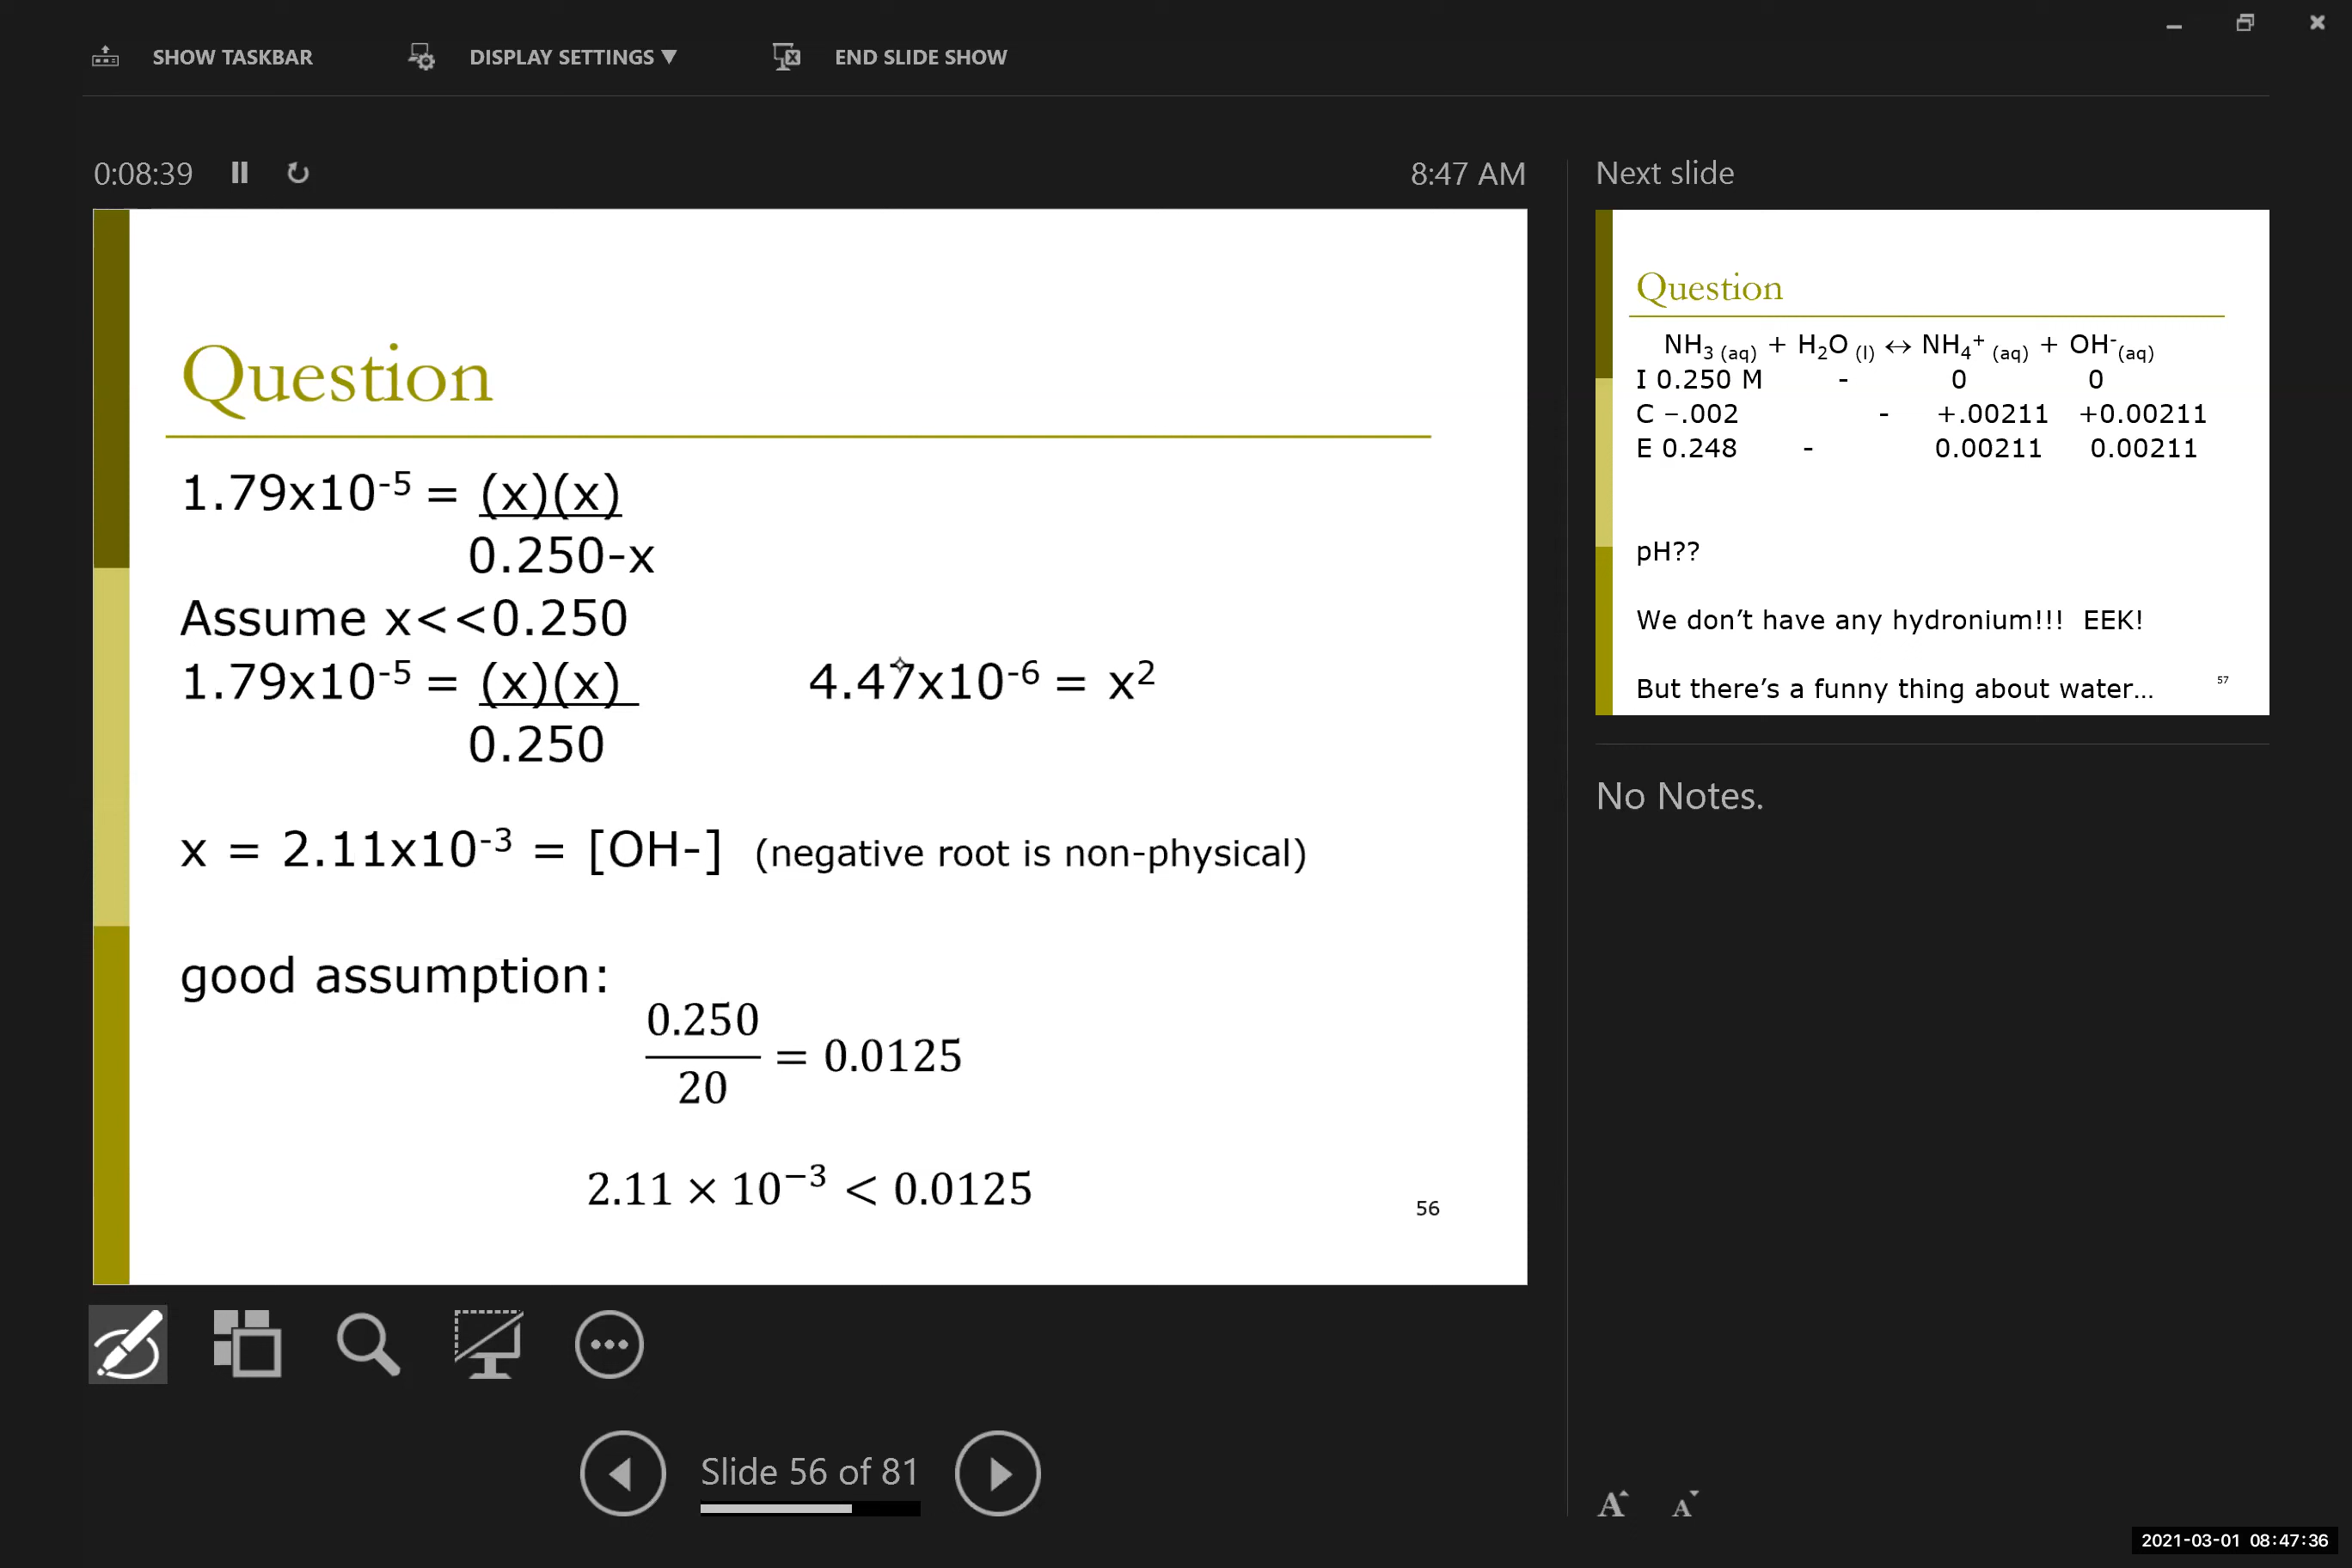 SHOW TASKBAR DISPLAY SETTINGS ▼ END SLIDE SHOW
0:08:39 8:47 AM
Question
1.79x10⁻⁵ = (x)(x)
0.250-x
Assume x<<0.250
1.79x10⁻⁵ = (x)(x) 4.47x10⁻⁶ = x²
0.250
x = 2.11x10⁻³ = [OH-] (negative root is non-physical)
good assumption:
0.250
20
= 0.0125
2.11 × 10⁻³ < 0.0125
56
Next slide
Question
NH₃ (aq) + H₂O (l) ↔ NH₄⁺ (aq) + OH⁻(aq)
I 0.250 M - 0 0
C –.002 - +.00211 +0.00211
E 0.248 - 0.00211 0.00211
pH??
We don't have any hydronium!!! EEK!
But there's a funny thing about water...
57
No Notes.
Slide 56 of 81
A A
2021-03-01 08:47:36